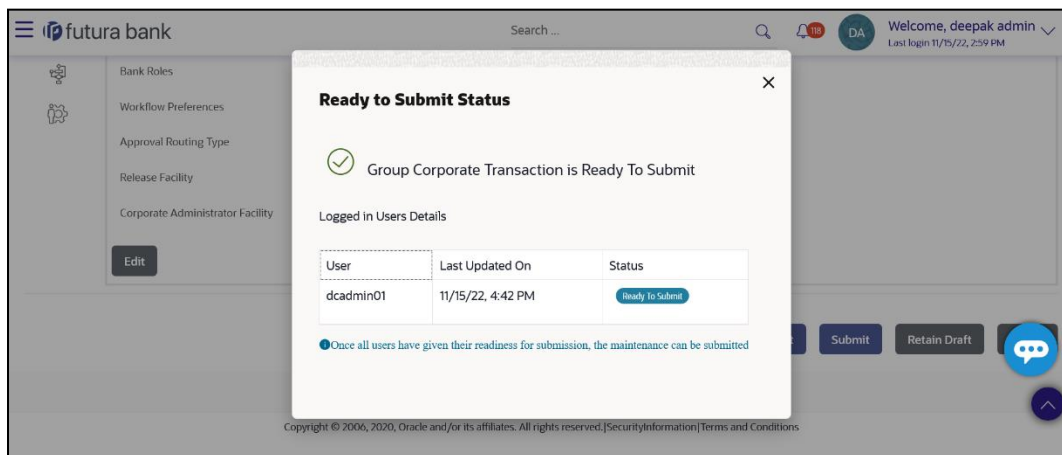 futura bank
Search ...
118
DA
Welcome, deepak admin
Last login 11/15/22, 2:59 PM
Bank Roles
Workflow Preferences
Approval Routing Type
Release Facility
Corporate Administrator Facility
Edit
Ready to Submit Status
Group Corporate Transaction is Ready To Submit
Logged in Users Details
User Last Updated On Status
dcadmin01 11/15/22, 4:42 PM Ready To Submit
Once all users have given their readiness for submission, the maintenance can be submitted
Submit
Retain Draft
Copyright © 2006, 2020, Oracle and/or its affiliates. All rights reserved.|SecurityInformation|Terms and Conditions